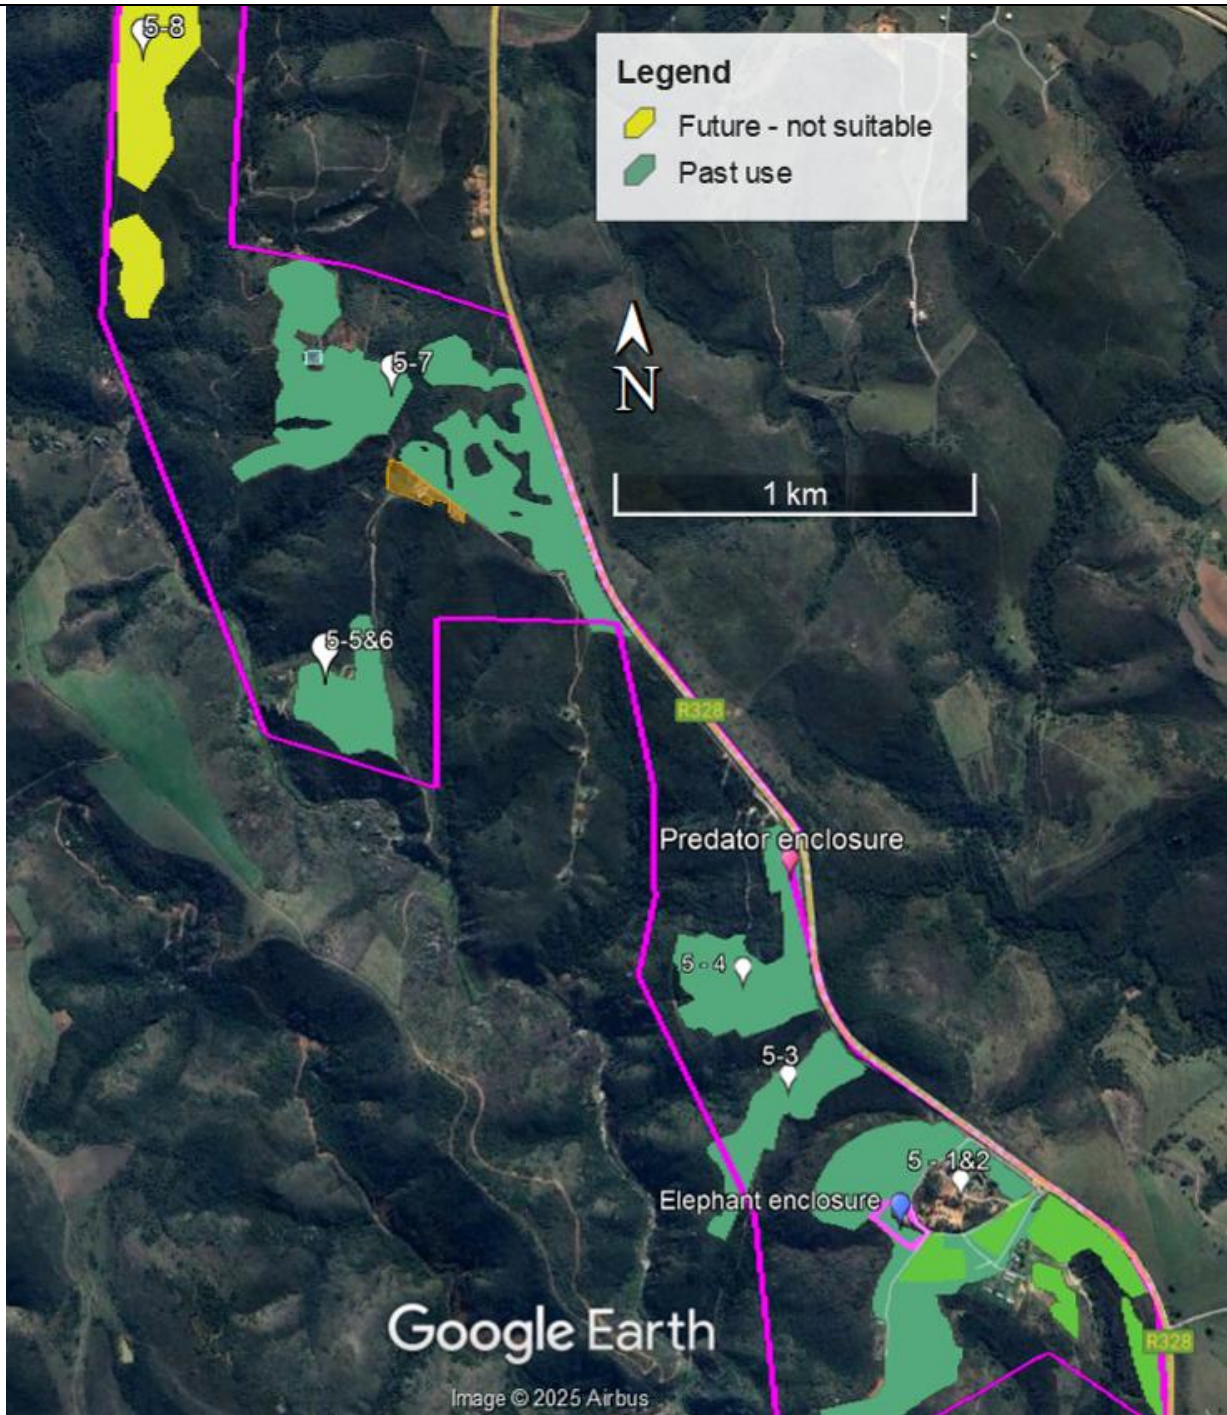 5-8
Legend
Future - not suitable
Past use
5-7
N
1 km
5-5&6
R328
Predator enclosure
5 - 4
5-3
5 - 1&2
Elephant enclosure
Google Earth
R328
Image © 2025 Airbus